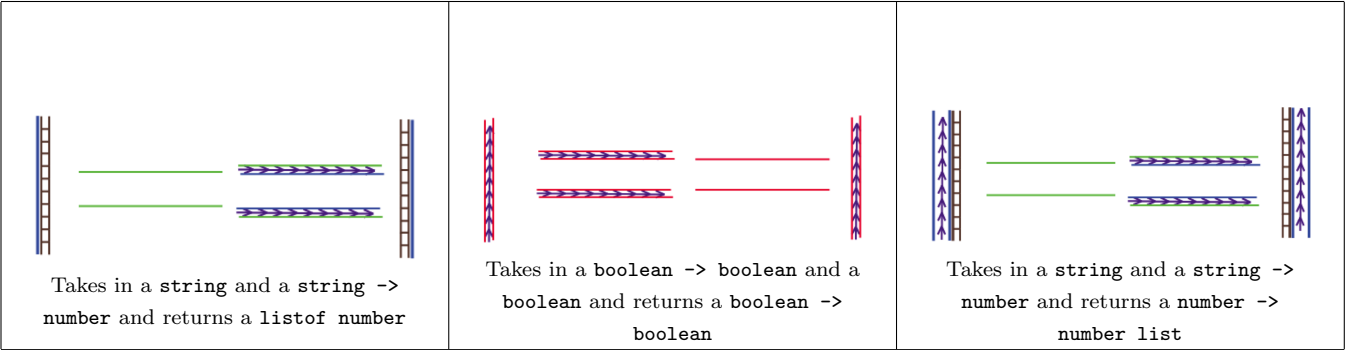 Takes in a string and a string ->
number and returns a listof number
Takes in a boolean -> boolean and a
boolean and returns a boolean ->
boolean
Takes in a string and a string ->
number and returns a number ->
number list